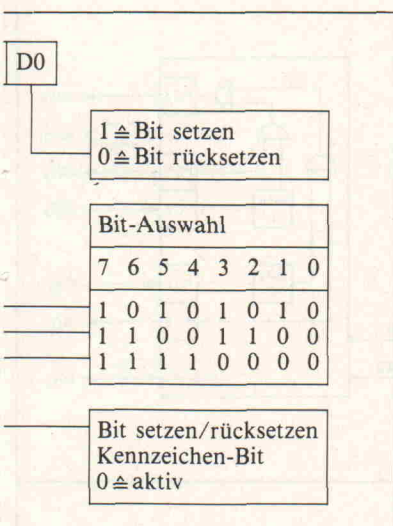 D0
1 ≙ Bit setzen
0 ≙ Bit rücksetzen
Bit-Auswahl
7 6 5 4 3 2 1 0
1 0 1 0 1 0 1 0
1 1 0 0 1 1 0 0
1 1 1 1 0 0 0 0
Bit setzen/rücksetzen
Kennzeichen-Bit
0 ≙ aktiv